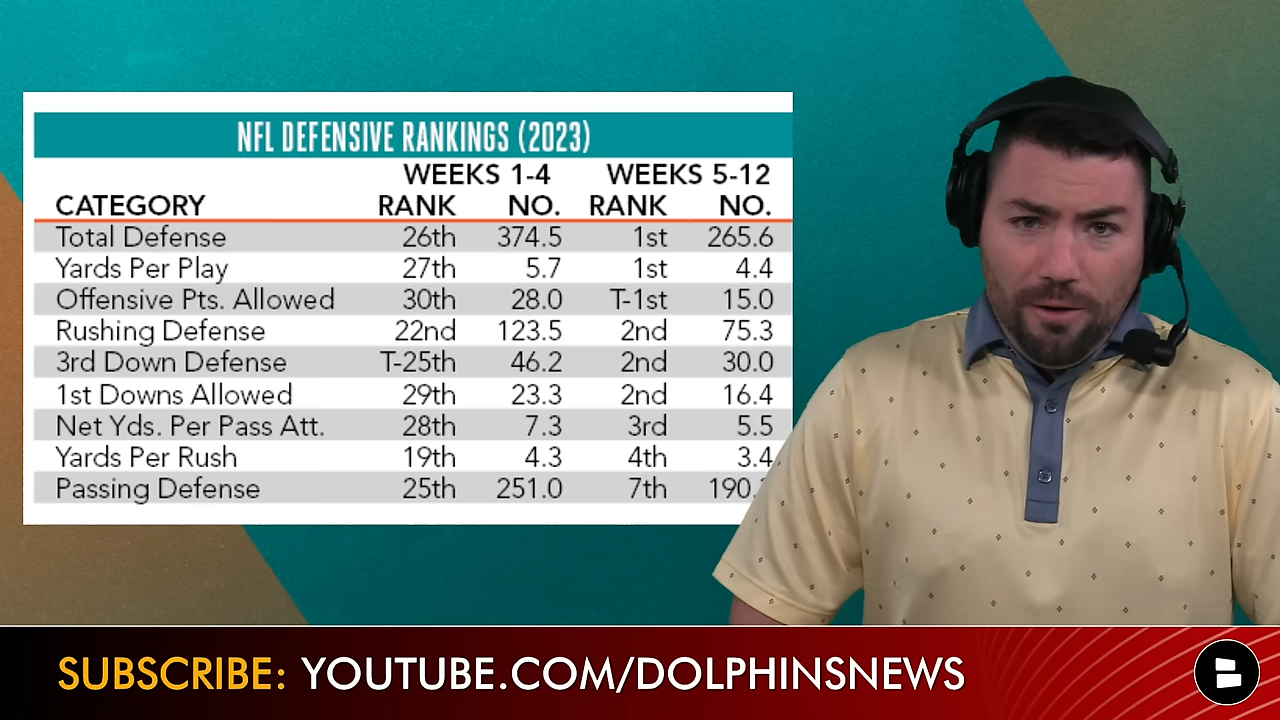 NFL DEFENSIVE RANKINGS (2023)
WEEKS 1-4 WEEKS 5-12
CATEGORY RANK NO. RANK NO.
Total Defense 26th 374.5 1st 265.6
Yards Per Play 27th 5.7 1st 4.4
Offensive Pts. Allowed 30th 28.0 T-1st 15.0
Rushing Defense 22nd 123.5 2nd 75.3
3rd Down Defense T-25th 46.2 2nd 30.0
1st Downs Allowed 29th 23.3 2nd 16.4
Net Yds. Per Pass Att. 28th 7.3 3rd 5.5
Yards Per Rush 19th 4.3 4th 3.4
Passing Defense 25th 251.0 7th 190.
SUBSCRIBE: YOUTUBE.COM/DOLPHINSNEWS